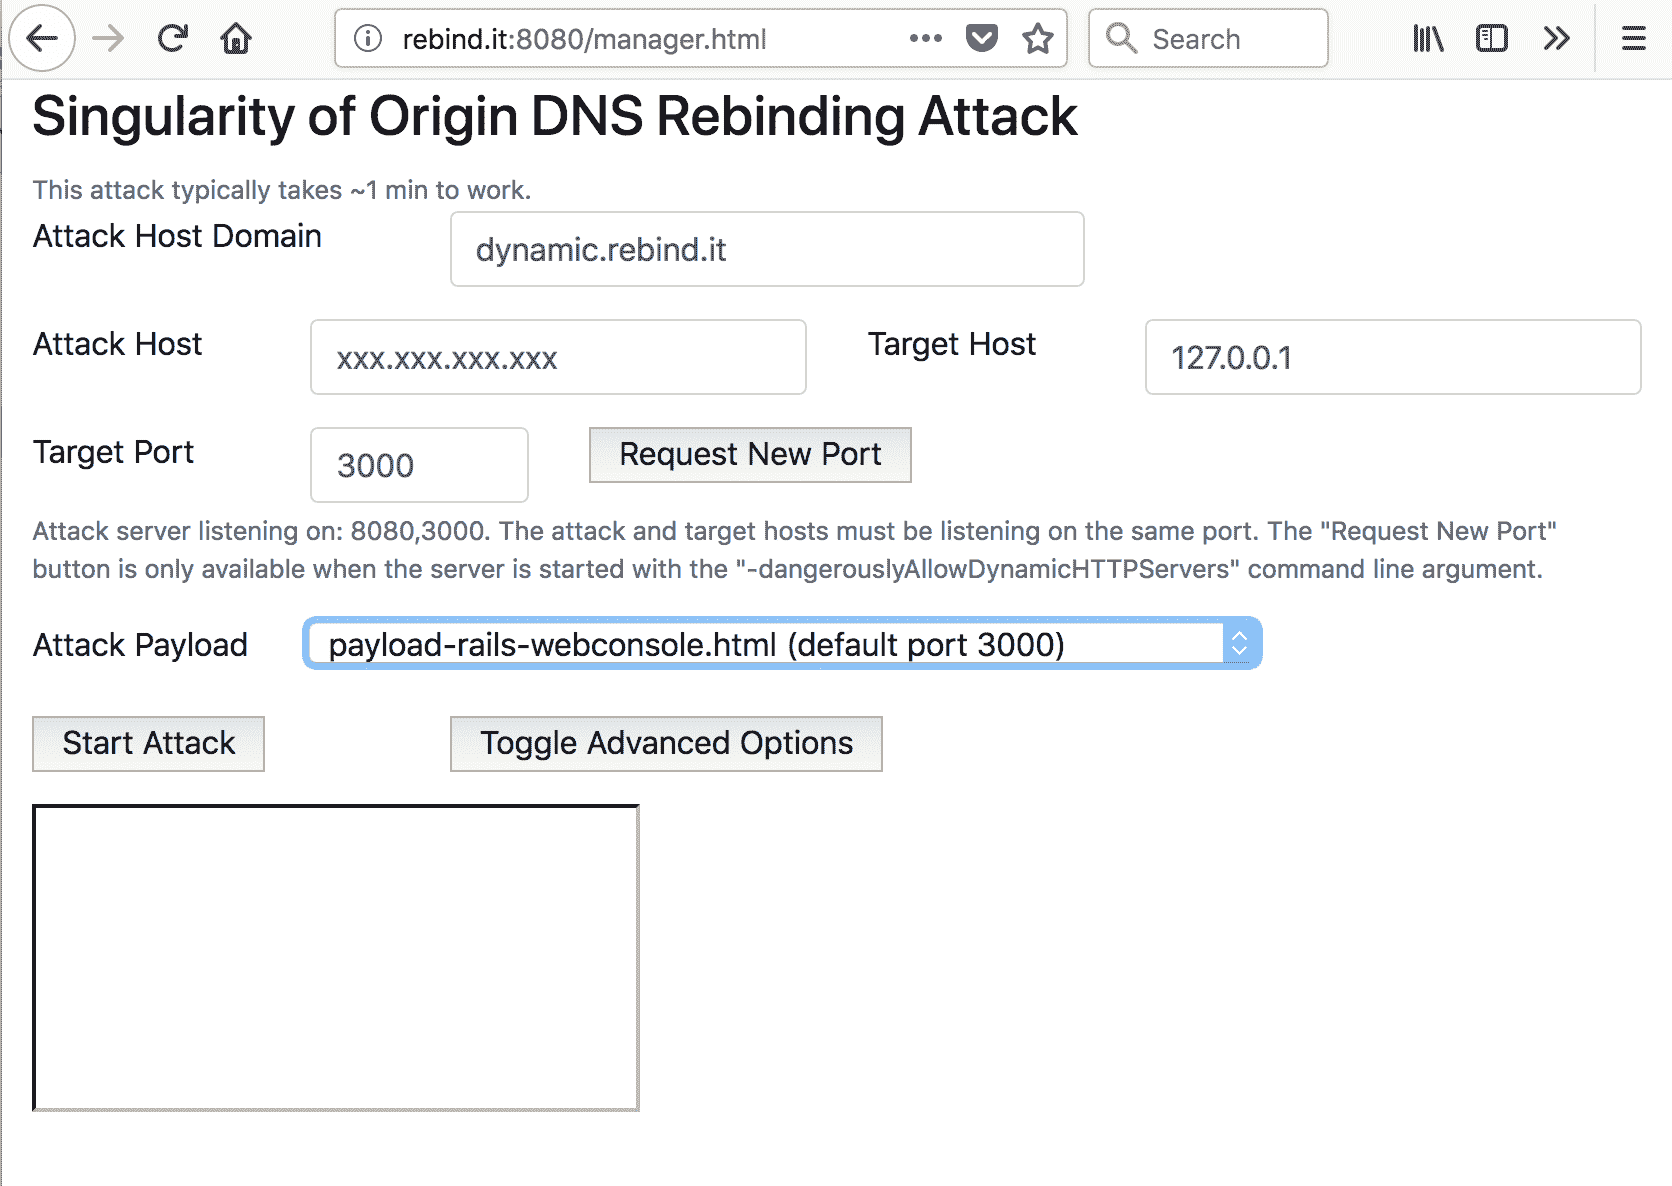 rebind.it:8080/manager.html
Search
Singularity of Origin DNS Rebinding Attack
This attack typically takes ~1 min to work.
Attack Host Domain
dynamic.rebind.it
Attack Host
xxx.xxx.xxx.xxx
Target Host
127.0.0.1
Target Port
3000
Request New Port
Attack server listening on: 8080,3000. The attack and target hosts must be listening on the same port. The "Request New Port"
button is only available when the server is started with the "-dangerouslyAllowDynamicHTTPServers" command line argument.
Attack Payload
payload-rails-webconsole.html (default port 3000)
Start Attack
Toggle Advanced Options